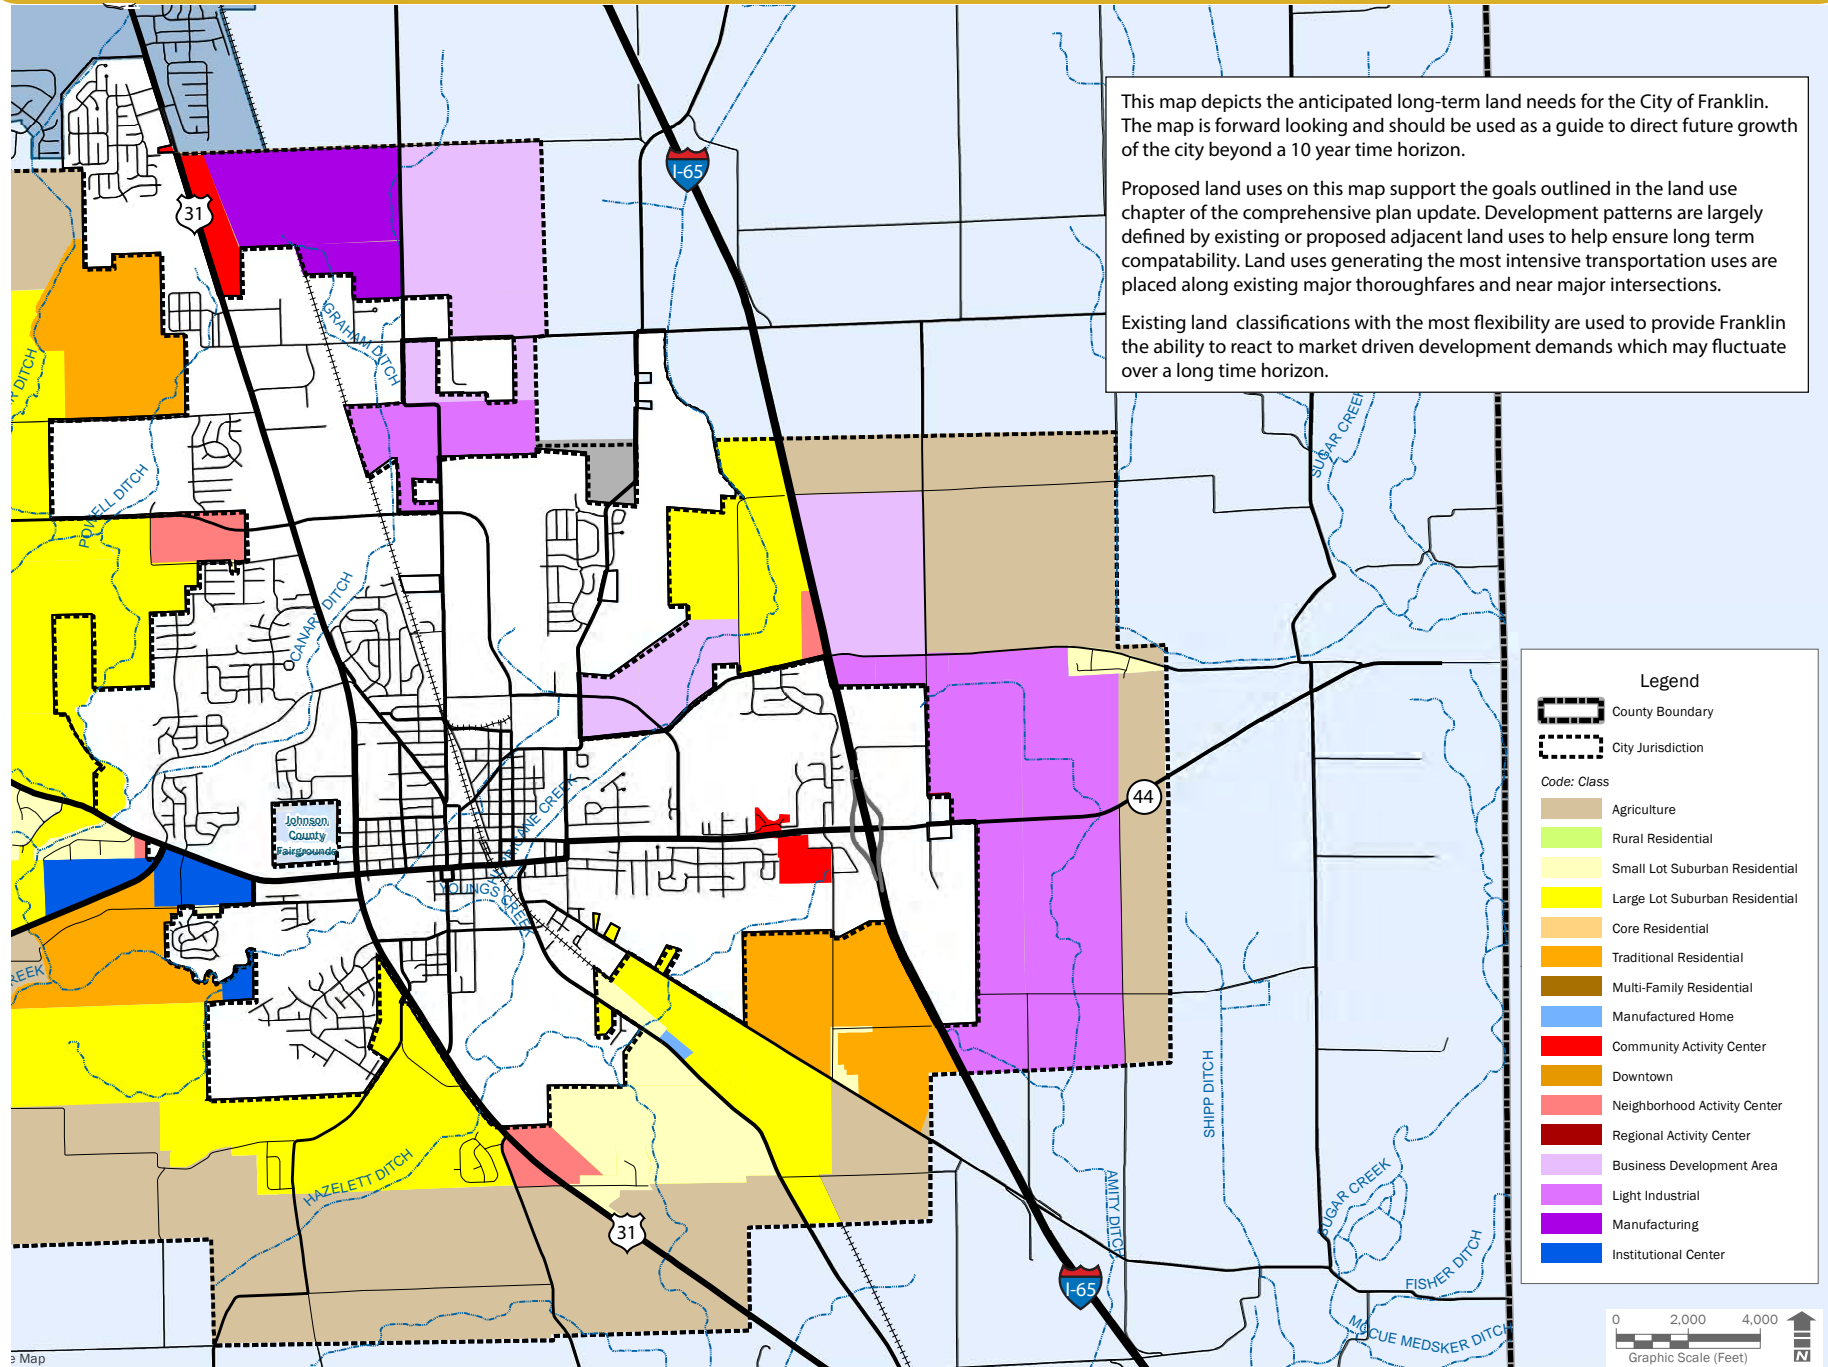 This map depicts the anticipated long-term land needs for the City of Franklin.
The map is forward looking and should be used as a guide to direct future growth
of the city beyond a 10 year time horizon.
Proposed land uses on this map support the goals outlined in the land use
chapter of the comprehensive plan update. Development patterns are largely
defined by existing or proposed adjacent land uses to help ensure long term
compatability. Land uses generating the most intensive transportation uses are
placed along existing major thoroughfares and near major intersections.
Existing land classifications with the most flexibility are used to provide Franklin
the ability to react to market driven development demands which may fluctuate
over a long time horizon.
I-65
31
GRAHAM DITCH
R DITCH
SUGAR CREEK
POWELL DITCH
CANARY DITCH
44
Johnson
County
Fairgrounds
HURRICANE CREEK
YOUNGS CREEK
REEK
SHIPP DITCH
HAZELETT DITCH
AMITY DITCH
SUGAR CREEK
31
FISHER DITCH
I-65
MCCUE MEDSKER DITCH
e Map
Legend
County Boundary
City Jurisdiction
Code: Class
Agriculture
Rural Residential
Small Lot Suburban Residential
Large Lot Suburban Residential
Core Residential
Traditional Residential
Multi-Family Residential
Manufactured Home
Community Activity Center
Downtown
Neighborhood Activity Center
Regional Activity Center
Business Development Area
Light Industrial
Manufacturing
Institutional Center
0 2,000 4,000
Graphic Scale (Feet)
N